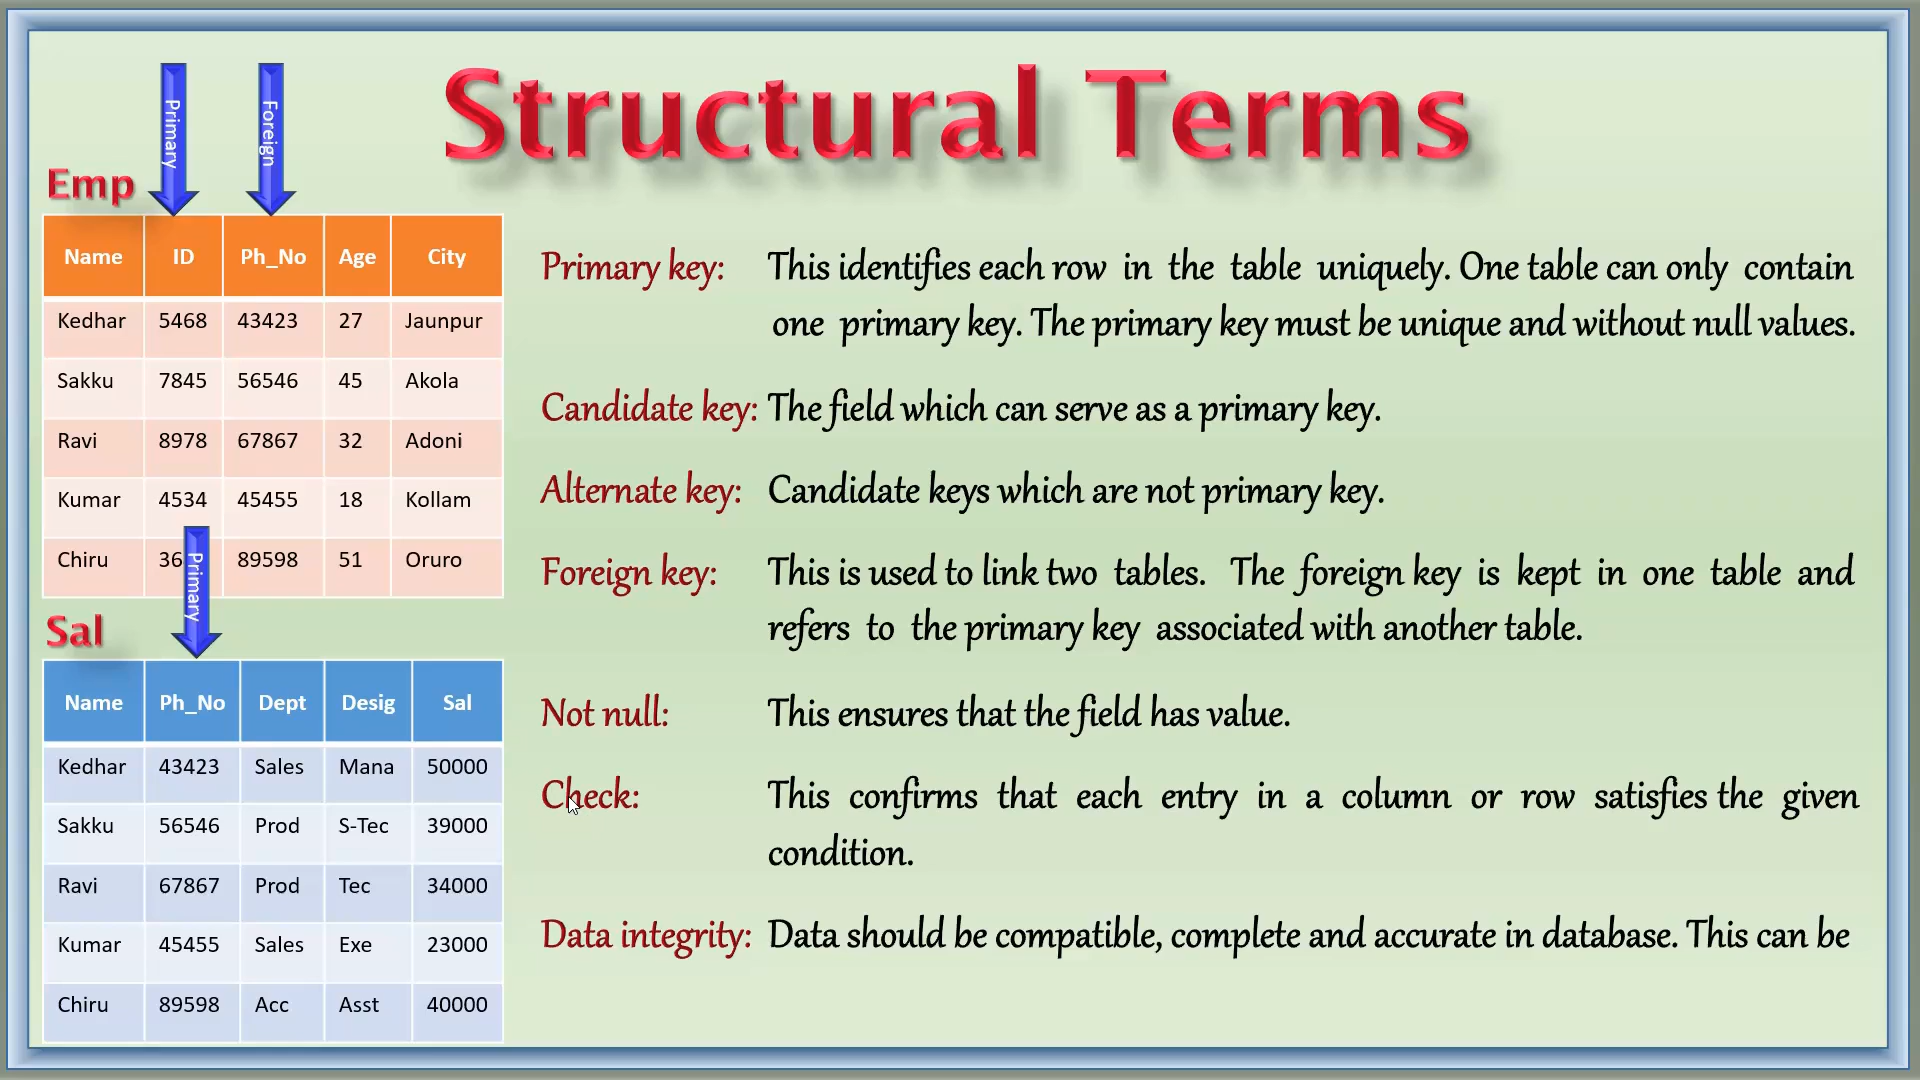 Structural Terms
Primary
Foreign
Emp
Name ID Ph_No Age City
Kedhar 5468 43423 27 Jaunpur
Sakku 7845 56546 45 Akola
Ravi 8978 67867 32 Adoni
Kumar 4534 45455 18 Kollam
Chiru 36 89598 51 Oruro
Primary
Sal
Name Ph_No Dept Desig Sal
Kedhar 43423 Sales Mana 50000
Sakku 56546 Prod S-Tec 39000
Ravi 67867 Prod Tec 34000
Kumar 45455 Sales Exe 23000
Chiru 89598 Acc Asst 40000
Primary key: This identifies each row in the table uniquely. One table can only contain
one primary key. The primary key must be unique and without null values.
Candidate key: The field which can serve as a primary key.
Alternate key: Candidate keys which are not primary key.
Foreign key: This is used to link two tables. The foreign key is kept in one table and
refers to the primary key associated with another table.
Not null: This ensures that the field has value.
Check: This confirms that each entry in a column or row satisfies the given
condition.
Data integrity: Data should be compatible, complete and accurate in database. This can be